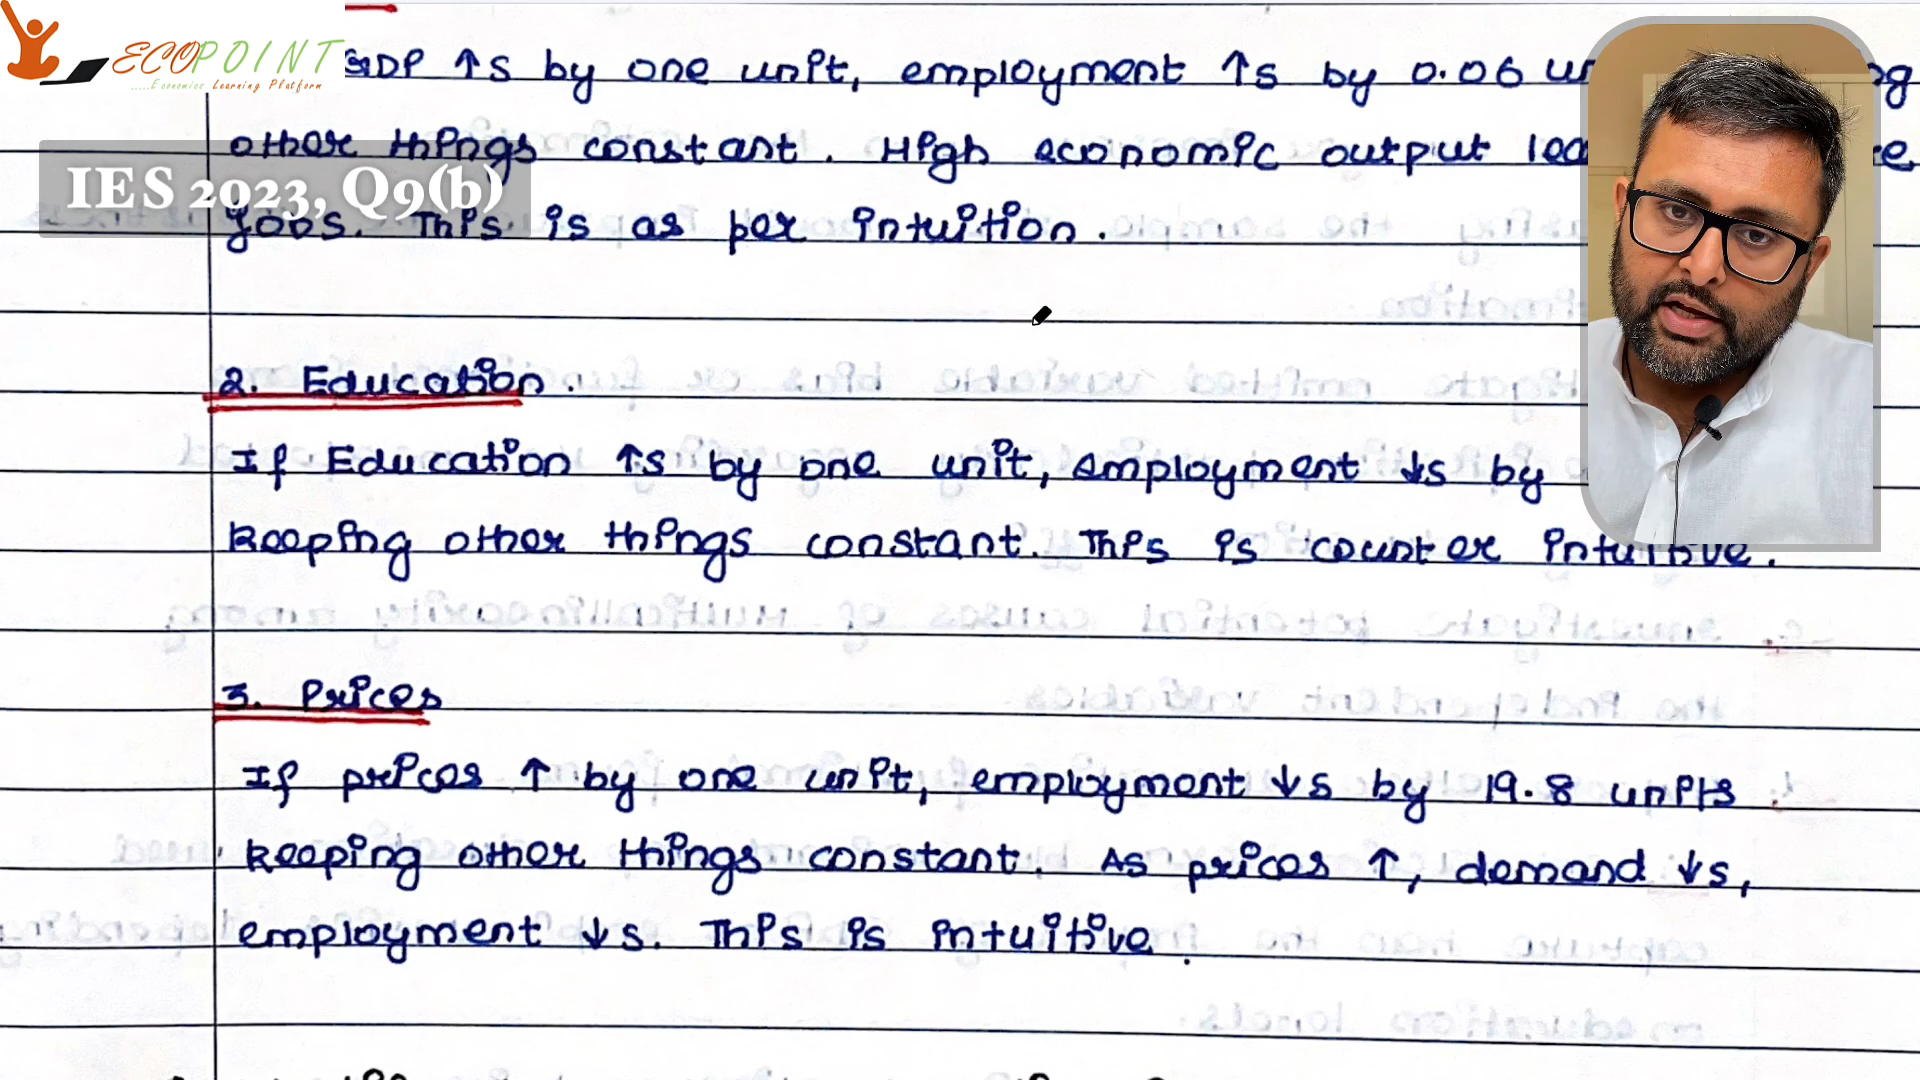 ECOPOINT
.....Economics Learning Platform
GDP ↑s by one unit, employment ↑s by 0.06
other things constant. High economic output
IES 2023, Q9(b)
jobs. This is as per intuition.
2. Education.
If Education ↑s by one unit, employment ↓s by
keeping other things constant. This is counter intuitive.
3. Prices
If prices ↑ by one unit, employment ↓s by 19.8 units
keeping other things constant. As prices ↑, demand ↓s,
employment ↓s. This is intuitive.